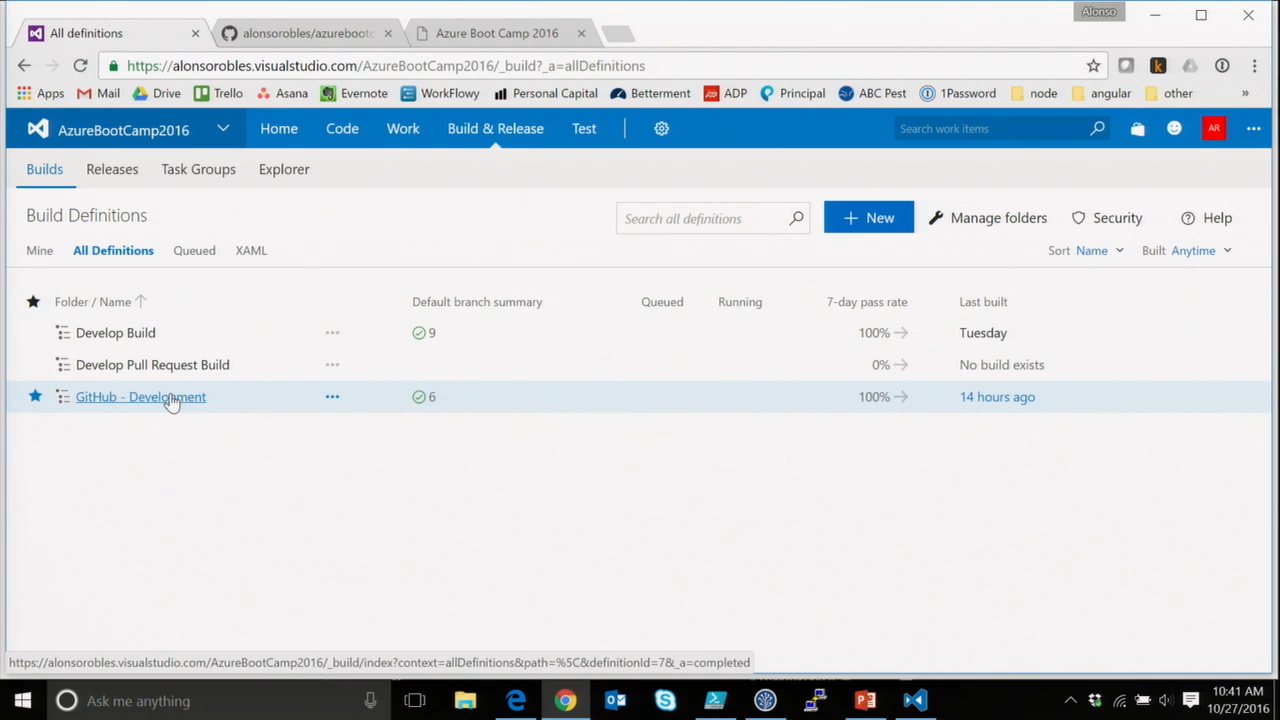 Alonso
All definitions
alonsorobles/azurebootc
Azure Boot Camp 2016
https://alonsorobles.visualstudio.com/AzureBootCamp2016/_build?_a=allDefinitions
Apps Mail Drive Trello Asana Evernote WorkFlowy Personal Capital Betterment ADP Principal ABC Pest 1Password node angular other »
AzureBootCamp2016 Home Code Work Build & Release Test Search work items AR
Builds Releases Task Groups Explorer
Build Definitions Search all definitions + New Manage folders Security Help
Mine All Definitions Queued XAML Sort Name Built Anytime
Folder / Name Default branch summary Queued Running 7-day pass rate Last built
Develop Build 9 100% Tuesday
Develop Pull Request Build 0% No build exists
GitHub - Development 6 100% 14 hours ago
https://alonsorobles.visualstudio.com/AzureBootCamp2016/_build/index?context=allDefinitions&path=%5C&definitionId=7&_a=completed
Ask me anything
10:41 AM
10/27/2016